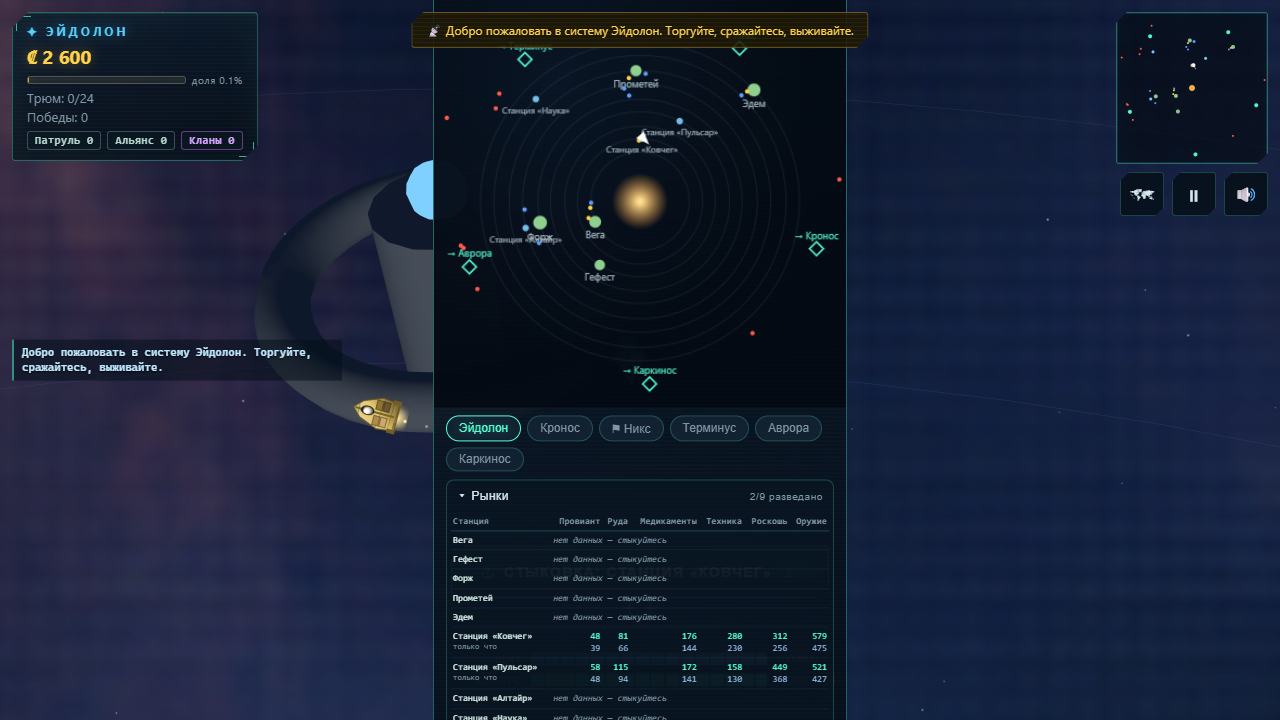 ✦ ЭЙДОЛОН
₡ 2 600
доля 0.1%
Трюм: 0/24
Победы: 0
Патруль 0
Альянс 0
Кланы 0
Добро пожаловать в систему Эйдолон. Торгуйте, сражайтесь, выживайте.
Прометей
Эдем
Станция «Наука»
Станция «Пульсар»
Станция «Ковчег»
Форж
Вега
Гефест
→ Аврора
→ Кронос
→ Каркинос
Добро пожаловать в систему Эйдолон. Торгуйте,
сражайтесь, выживайте.
Эйдолон
Кронос
⚑ Никс
Терминус
Аврора
Каркинос
▾ Рынки
2/9 разведано
Станция Провиант Руда Медикаменты Техника Роскошь Оружие
Вега нет данных — стыкуйтесь
Гефест нет данных — стыкуйтесь
СТЫКОВКА: СТАНЦИЯ «КОВЧЕГ»
Форж нет данных — стыкуйтесь
Прометей нет данных — стыкуйтесь
Эдем нет данных — стыкуйтесь
Станция «Ковчег» 48 81 176 280 312 579
только что 39 66 144 230 256 475
Станция «Пульсар» 58 115 172 158 449 521
только что 48 94 141 130 368 427
Станция «Алтайр» нет данных — стыкуйтесь
Станция «Наука» нет данных — стыкуйтесь